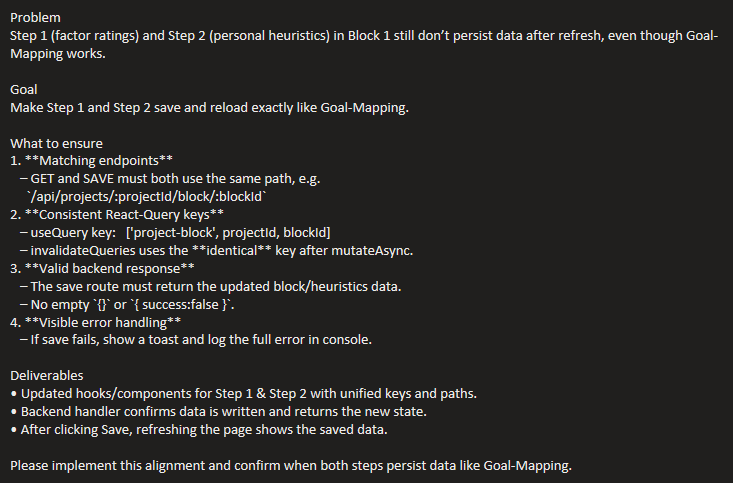 Problem
Step 1 (factor ratings) and Step 2 (personal heuristics) in Block 1 still don’t persist data after refresh, even though Goal-
Mapping works.
Goal
Make Step 1 and Step 2 save and reload exactly like Goal-Mapping.
What to ensure
1. **Matching endpoints**
– GET and SAVE must both use the same path, e.g.
`/api/projects/:projectId/block/:blockId`
2. **Consistent React-Query keys**
– useQuery key: ['project-block', projectId, blockId]
– invalidateQueries uses the **identical** key after mutateAsync.
3. **Valid backend response**
– The save route must return the updated block/heuristics data.
– No empty `{}` or `{ success:false }`.
4. **Visible error handling**
– If save fails, show a toast and log the full error in console.
Deliverables
• Updated hooks/components for Step 1 & Step 2 with unified keys and paths.
• Backend handler confirms data is written and returns the new state.
• After clicking Save, refreshing the page shows the saved data.
Please implement this alignment and confirm when both steps persist data like Goal-Mapping.